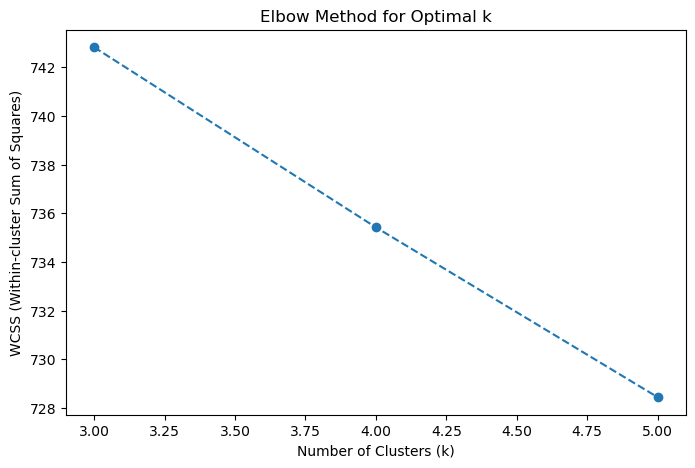 Elbow Method for Optimal k
WCSS (Within-cluster Sum of Squares)
742
740
738
736
734
732
730
728
3.00 3.25 3.50 3.75 4.00 4.25 4.50 4.75 5.00
Number of Clusters (k)